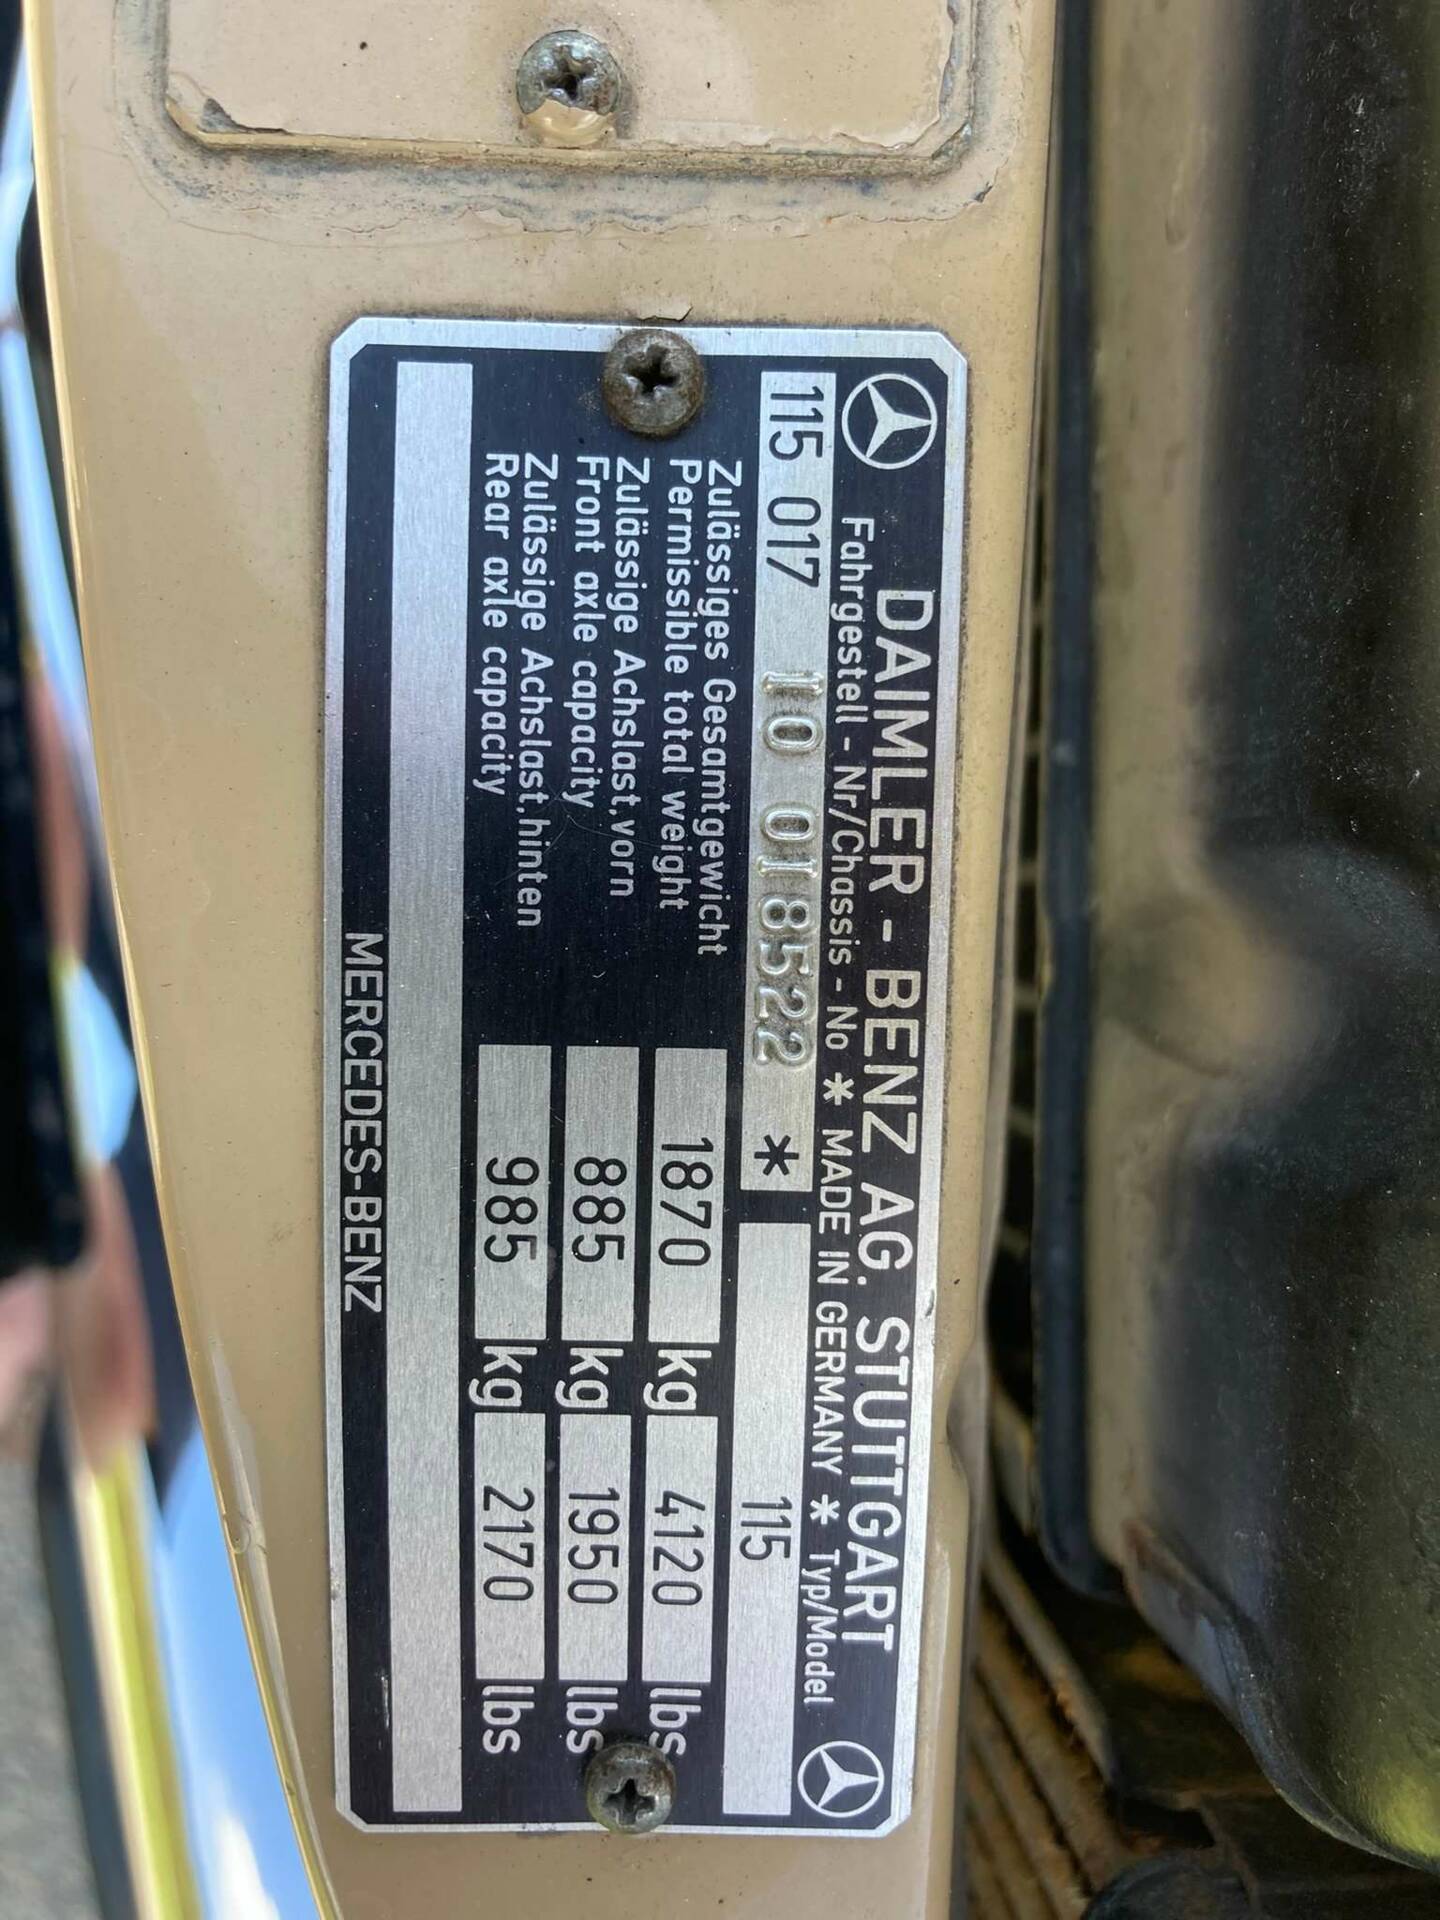 DAIMLER - BENZ AG. STUTTGART
Fahrgestell - Nr/Chassis - No * MADE IN GERMANY * Typ/Model
115 017 10 018522 * 115
Zulässiges Gesamtgewicht
Permissible total weight 1870 kg 4120 lbs
Zulässige Achslast, vorn
Front axle capacity 885 kg 1950 lbs
Zulässige Achslast, hinten
Rear axle capacity 985 kg 2170 lbs
MERCEDES-BENZ